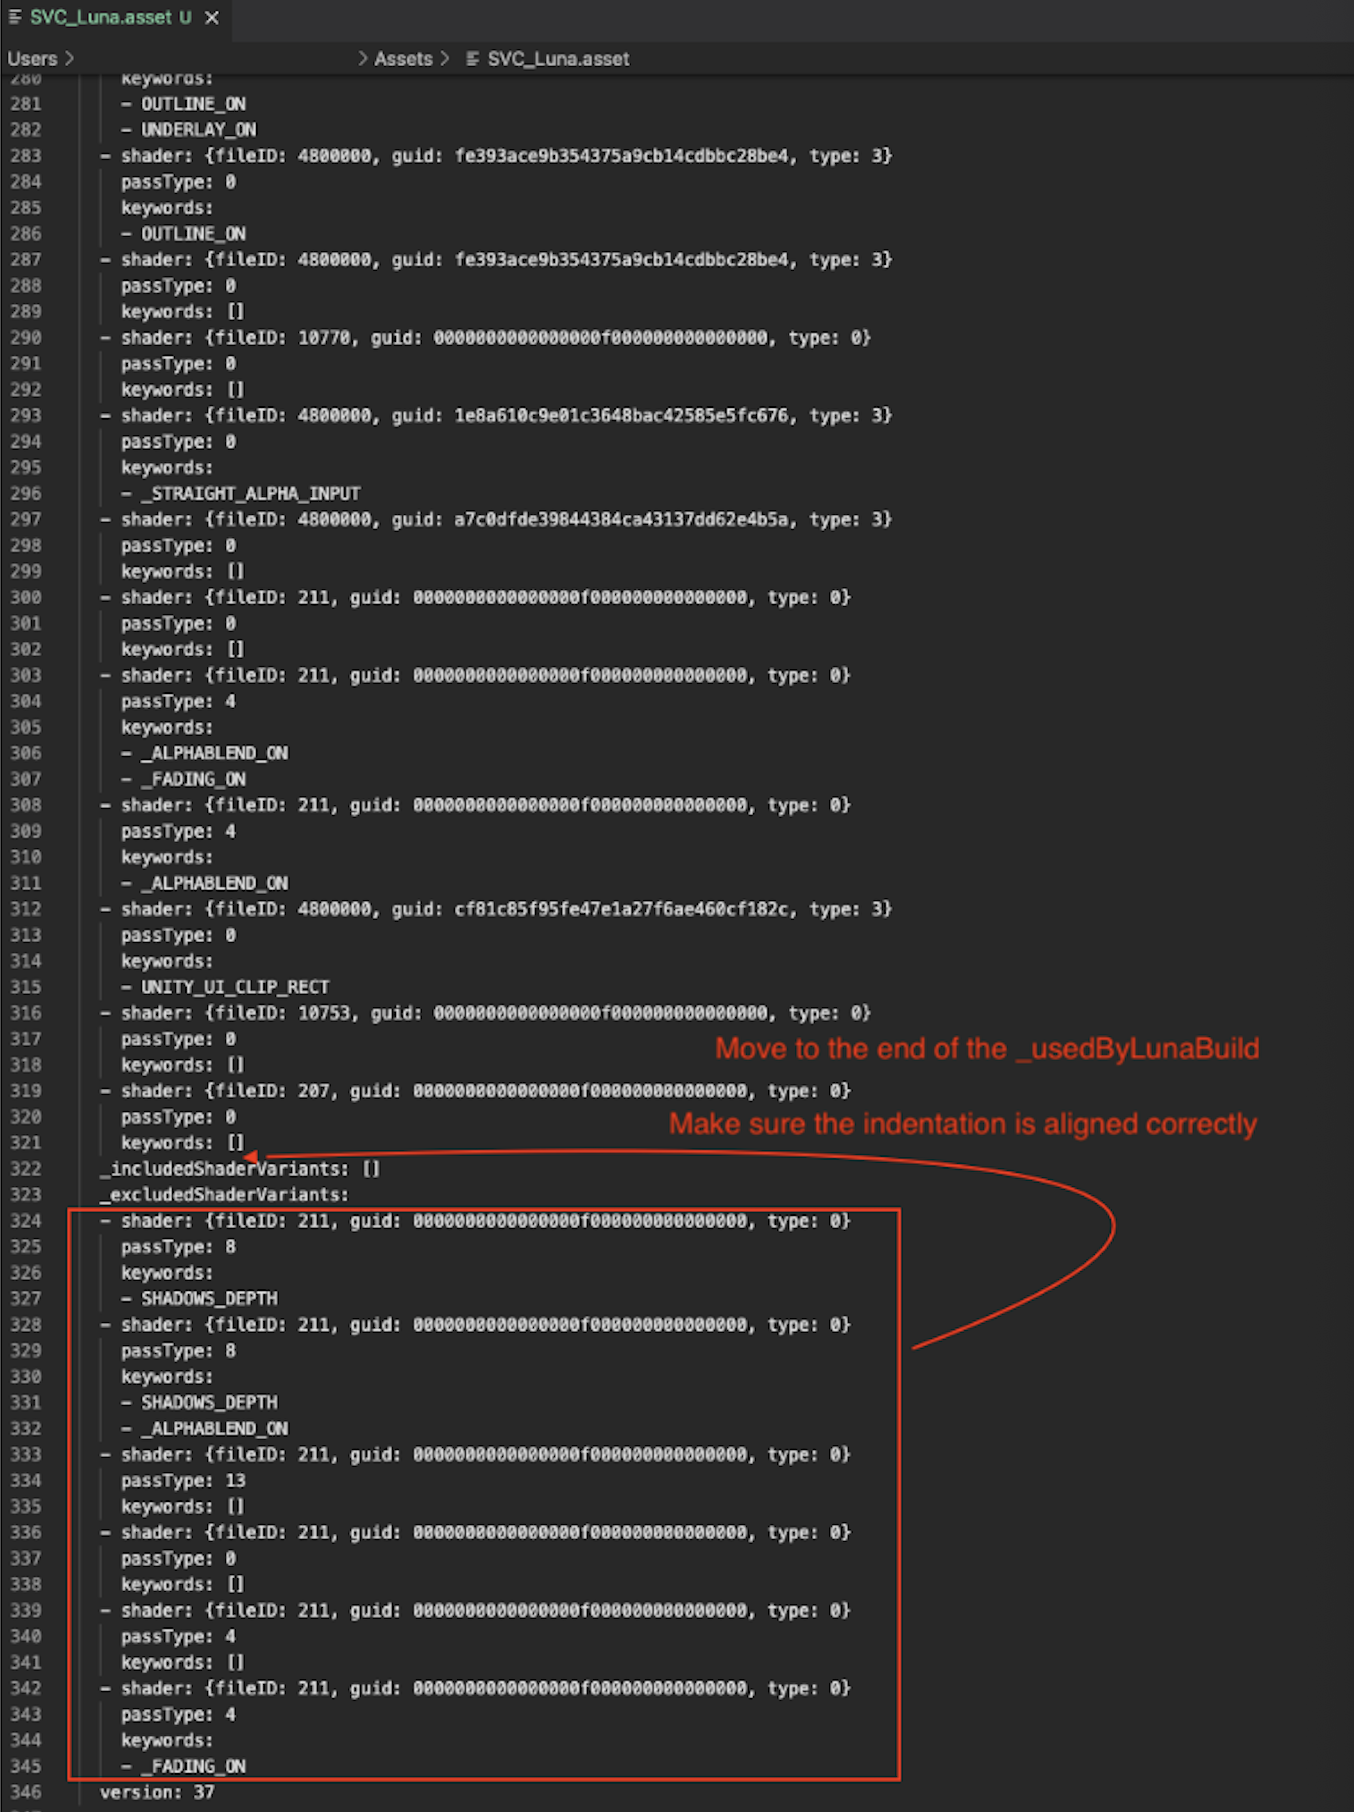 SVC_Luna.asset U ×
Users > > Assets > SVC_Luna.asset
280 keywords:
281 - OUTLINE_ON
282 - UNDERLAY_ON
283 - shader: {fileID: 4800000, guid: fe393ace9b354375a9cb14cdbbc28be4, type: 3}
284 passType: 0
285 keywords:
286 - OUTLINE_ON
287 - shader: {fileID: 4800000, guid: fe393ace9b354375a9cb14cdbbc28be4, type: 3}
288 passType: 0
289 keywords: []
290 - shader: {fileID: 10770, guid: 0000000000000000f000000000000000, type: 0}
291 passType: 0
292 keywords: []
293 - shader: {fileID: 4800000, guid: 1e8a610c9e01c3648bac42585e5fc676, type: 3}
294 passType: 0
295 keywords:
296 - _STRAIGHT_ALPHA_INPUT
297 - shader: {fileID: 4800000, guid: a7c0dfde39844384ca43137dd62e4b5a, type: 3}
298 passType: 0
299 keywords: []
300 - shader: {fileID: 211, guid: 0000000000000000f000000000000000, type: 0}
301 passType: 0
302 keywords: []
303 - shader: {fileID: 211, guid: 0000000000000000f000000000000000, type: 0}
304 passType: 4
305 keywords:
306 - _ALPHABLEND_ON
307 - _FADING_ON
308 - shader: {fileID: 211, guid: 0000000000000000f000000000000000, type: 0}
309 passType: 4
310 keywords:
311 - _ALPHABLEND_ON
312 - shader: {fileID: 4800000, guid: cf81c85f95fe47e1a27f6ae460cf182c, type: 3}
313 passType: 0
314 keywords:
315 - UNITY_UI_CLIP_RECT
316 - shader: {fileID: 10753, guid: 0000000000000000f000000000000000, type: 0}
317 passType: 0
Move to the end of the _usedByLunaBuild
318 keywords: []
319 - shader: {fileID: 207, guid: 0000000000000000f000000000000000, type: 0}
320 passType: 0
Make sure the indentation is aligned correctly
321 keywords: []
322 _includedShaderVariants: []
323 _excludedShaderVariants:
324 - shader: {fileID: 211, guid: 0000000000000000f000000000000000, type: 0}
325 passType: 8
326 keywords:
327 - SHADOWS_DEPTH
328 - shader: {fileID: 211, guid: 0000000000000000f000000000000000, type: 0}
329 passType: 8
330 keywords:
331 - SHADOWS_DEPTH
332 - _ALPHABLEND_ON
333 - shader: {fileID: 211, guid: 0000000000000000f000000000000000, type: 0}
334 passType: 13
335 keywords: []
336 - shader: {fileID: 211, guid: 0000000000000000f000000000000000, type: 0}
337 passType: 0
338 keywords: []
339 - shader: {fileID: 211, guid: 0000000000000000f000000000000000, type: 0}
340 passType: 4
341 keywords: []
342 - shader: {fileID: 211, guid: 0000000000000000f000000000000000, type: 0}
343 passType: 4
344 keywords:
345 - _FADING_ON
346 version: 37